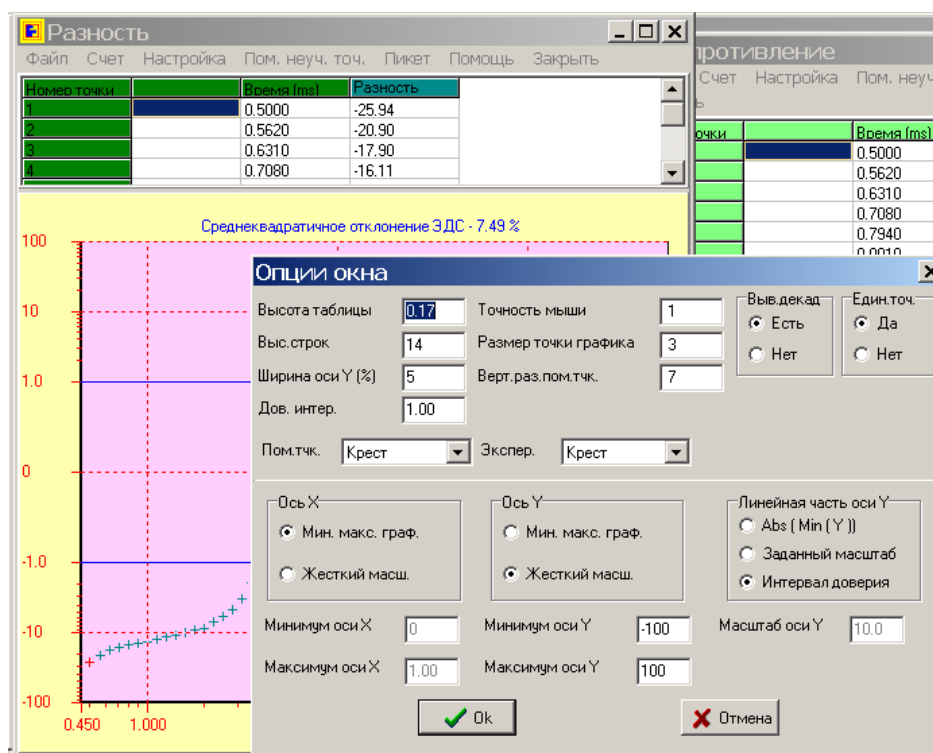 Разность
Файл Счет Настройка Пом. неуч. точ. Пикет Помощь Закрыть
Номер точки Время (ms) Разность
1 0.5000 -25.94
2 0.5620 -20.90
3 0.6310 -17.90
4 0.7080 -16.11
противление
Счет Настройка Пом. неуч
очки Время (ms)
0.5000
0.5620
0.6310
0.7080
0.7940
Среднеквадратичное отклонение ЭДС - 7.49 %
100
10
1.0
0
-1.0
-10
-100
0.450 1.000
Опции окна
Высота таблицы 0.17 Точность мыши 1
Выс.строк 14 Размер точки графика 3
Ширина оси Y (%) 5 Верт.раз.пом.тчк. 7
Дов. интер. 1.00
Выв.декад
Есть
Нет
Един.точ.
Да
Нет
Пом.тчк. Крест Экспер. Крест
Ось X
Мин. макс. граф.
Жесткий масш.
Ось Y
Мин. макс. граф.
Жесткий масш.
Линейная часть оси Y
Abs ( Min ( Y ))
Заданный масштаб
Интервал доверия
Минимум оси X 0 Минимум оси Y -100 Масштаб оси Y 10.0
Максимум оси X 1.00 Максимум оси Y 100
Ok Отмена